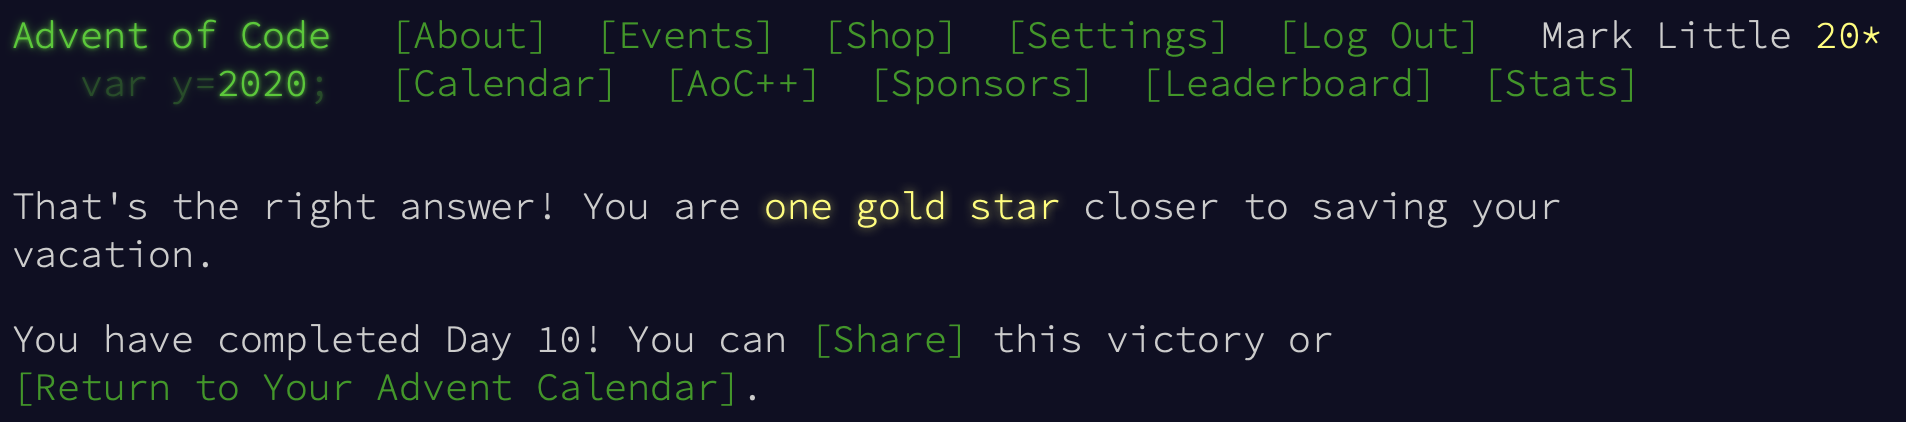 Advent of Code [About] [Events] [Shop] [Settings] [Log Out] Mark Little 20*
var y=2020; [Calendar] [AoC++] [Sponsors] [Leaderboard] [Stats]
That's the right answer! You are one gold star closer to saving your
vacation.
You have completed Day 10! You can [Share] this victory or
[Return to Your Advent Calendar].